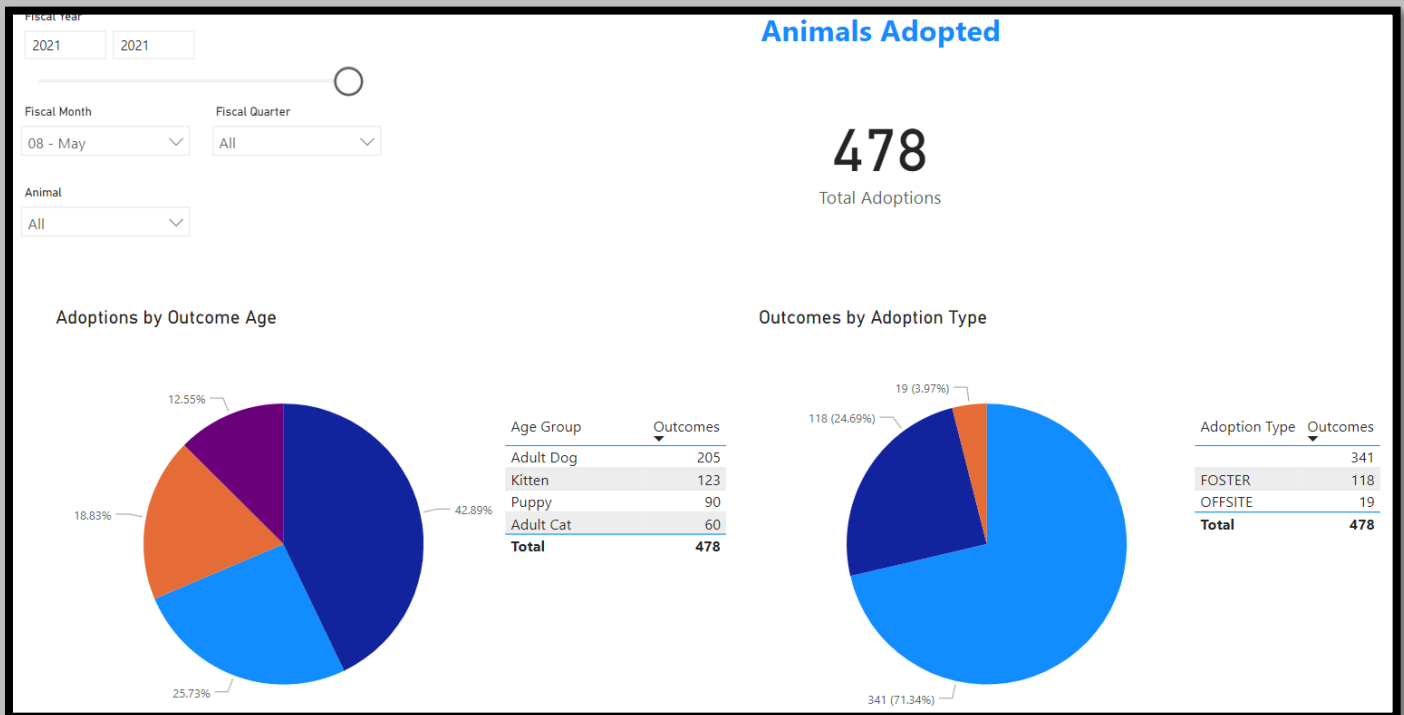 Fiscal Year
2021 2021
Fiscal Month Fiscal Quarter
08 - May All
Animal
All
Animals Adopted
478
Total Adoptions
Adoptions by Outcome Age
12.55%
18.83%
42.89%
25.73%
Age Group Outcomes
Adult Dog 205
Kitten 123
Puppy 90
Adult Cat 60
Total 478
Outcomes by Adoption Type
19 (3.97%)
118 (24.69%)
341 (71.34%)
Adoption Type Outcomes
341
FOSTER 118
OFFSITE 19
Total 478